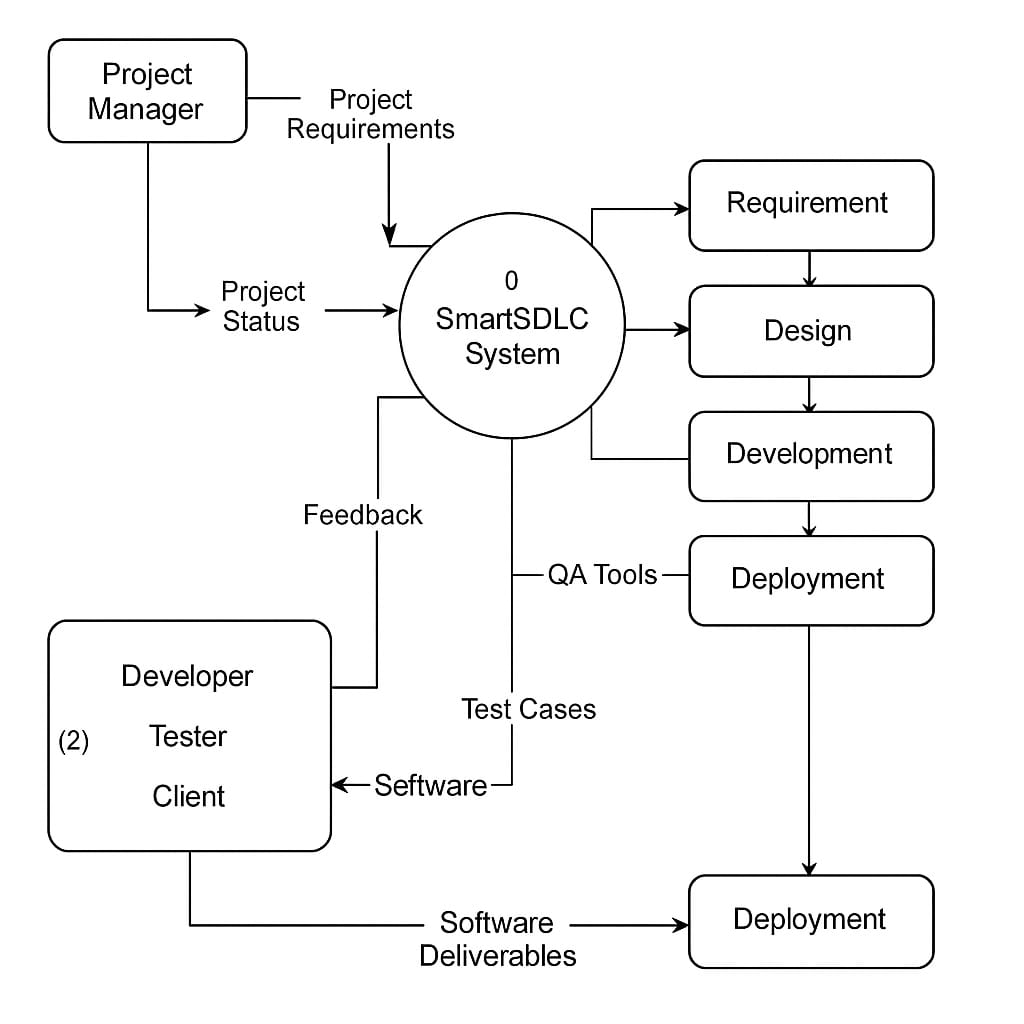 Project
Manager
Project
Requirements
Requirement
0
SmartSDLC
System
Project
Status
Design
Development
Feedback
QA Tools
Deployment
Developer
Test Cases
(2)
Tester
Seftware
Client
Software
Deliverables
Deployment